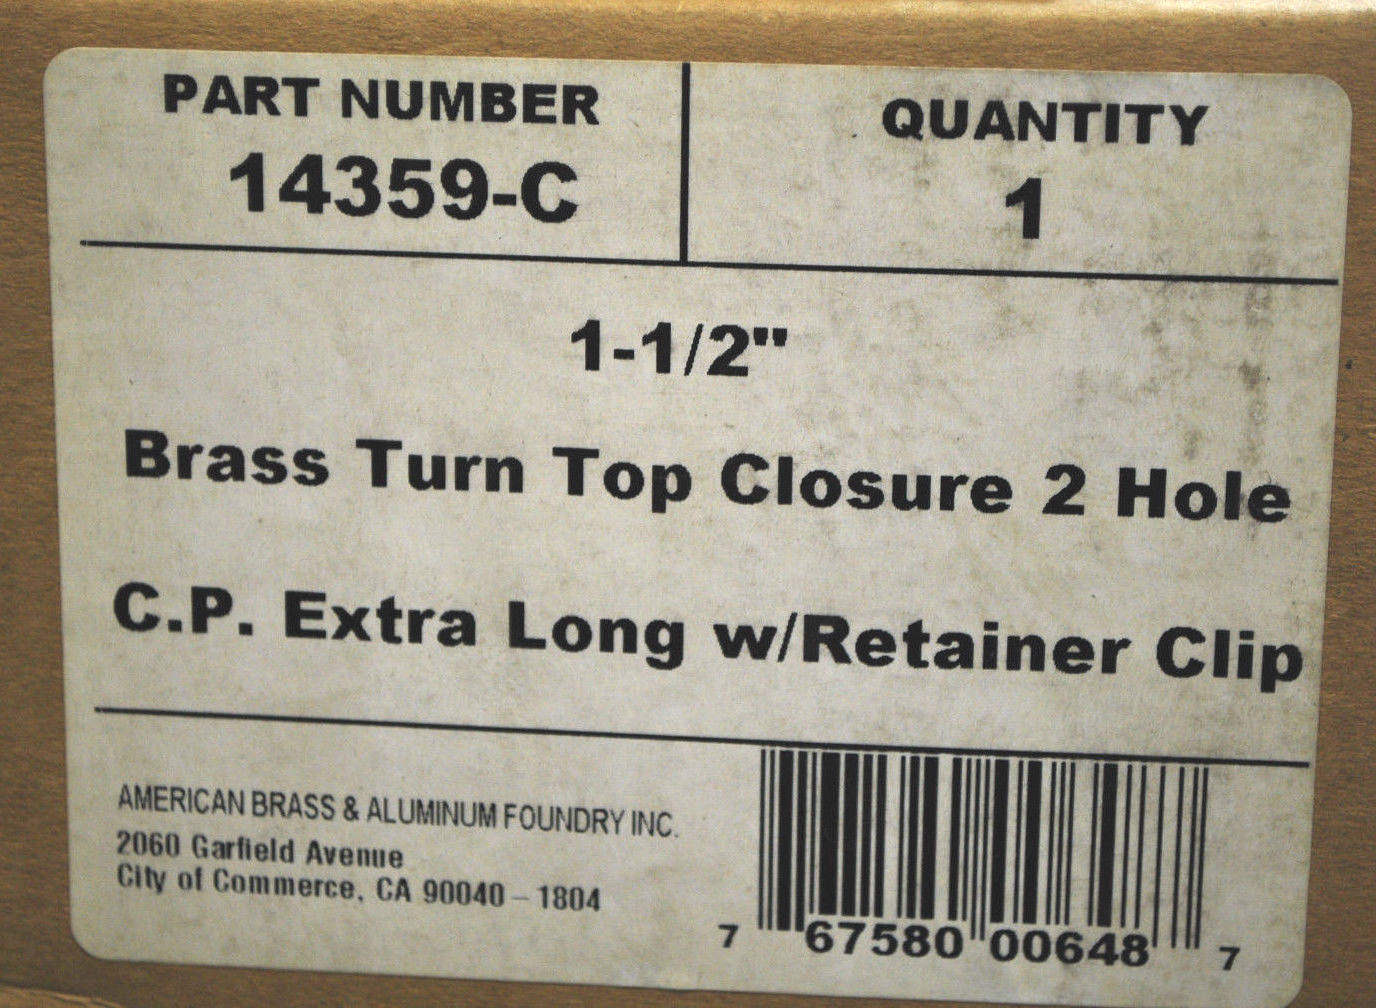 PART NUMBER
14359-C
QUANTITY
1
1-1/2"
Brass Turn Top Closure 2 Hole
C.P. Extra Long w/Retainer Clip
AMERICAN BRASS & ALUMINUM FOUNDRY INC.
2060 Garfield Avenue
City of Commerce, CA 90040 – 1804
7 67580 00648 7